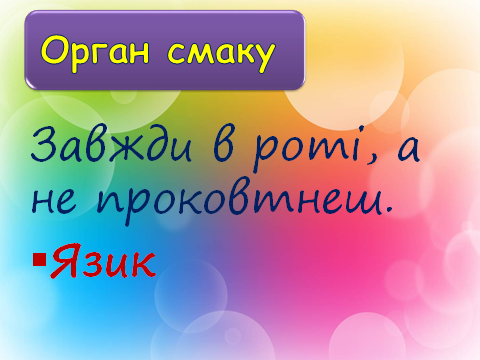 Орган смаку
Завжди в роті, а
не проковтнеш.
▪Язик